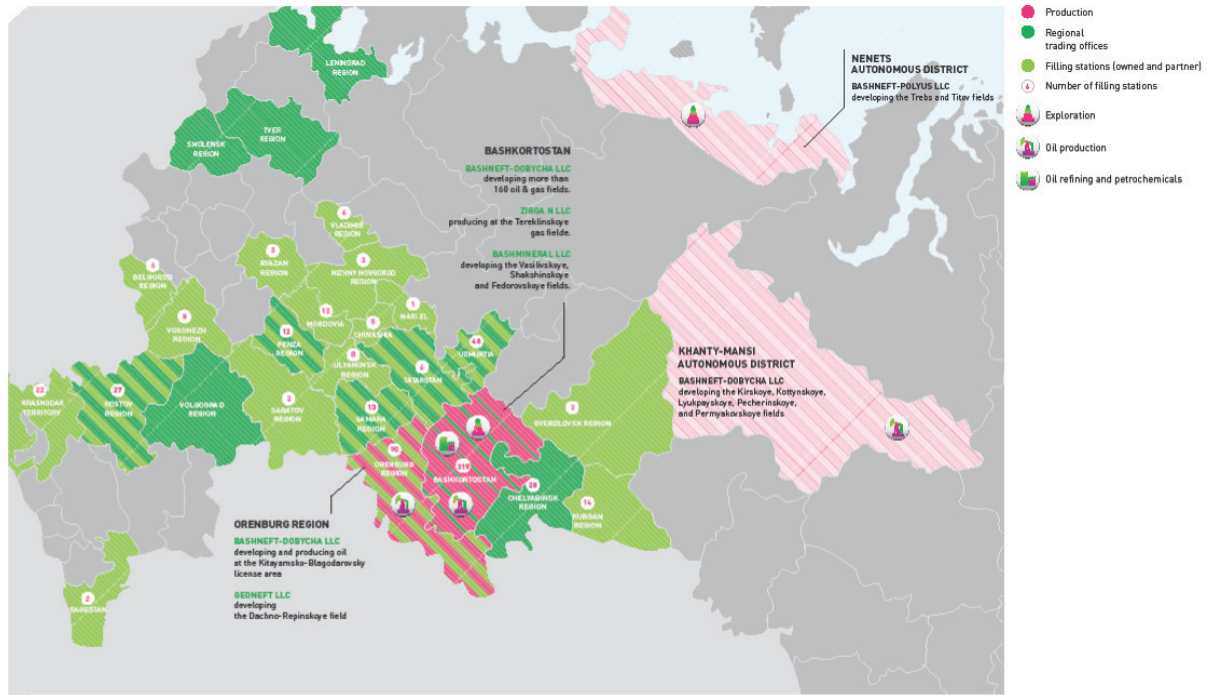 LENINGRAD
REGION
TVER
REGION
SMOLENSK
REGION
6
VLADIMIR
REGION
3
RYAZAN
REGION
2
NIZHNY NOVGOROD
REGION
BELGOROD
REGION
8
VORONEZH
REGION
12
MORDOVIA
1
MARI EL
CHUVASHIA
12
PENZA
REGION
8
ULYANOVSK
REGION
6
TATARSTAN
48
UDMURTIA
22
KRASNODAR
TERRITORY
27
ROSTOV
REGION
VOLGOGRAD
REGION
SARATOV
REGION
13
SAMARA
REGION
ORENBURG
REGION
319
BASHKORTOSTAN
28
CHELYABINSK
REGION
14
KURGAN
REGION
SVERDLOVSK REGION
2
DAGESTAN
BASHKORTOSTAN
BASHNEFT-DOBYCHA LLC
developing more than
160 oil & gas fields.
ZIRGA N LLC
producing at the Tereklinskoye
gas fielde.
BASHMINERAL LLC
developing the Vasilivskaye,
Shakshinskoye
and Fedorovskaye fields.
NENETS
AUTONOMOUS DISTRICT
BASHNEFT-POLYUS LLC
developing the Trebs and Titov fields
KHANTY-MANSI
AUTONOMOUS DISTRICT
BASHNEFT-DOBYCHA LLC
developing the Kirskoye, Kottynskoye,
Lyukpayskoye, Pecherinskoye,
and Permyakovskoye fields
ORENBURG REGION
BASHNEFT-DOBYCHA LLC
developing and producing oil
at the Kitayamsko-Blagodarovsky
license area
GEONEFT LLC
developing
the Dachno-Repinskoye field
Production
Regional
trading offices
Filling stations (owned and partner)
6
Number of filling stations
Exploration
Oil production
Oil refining and petrochemicals